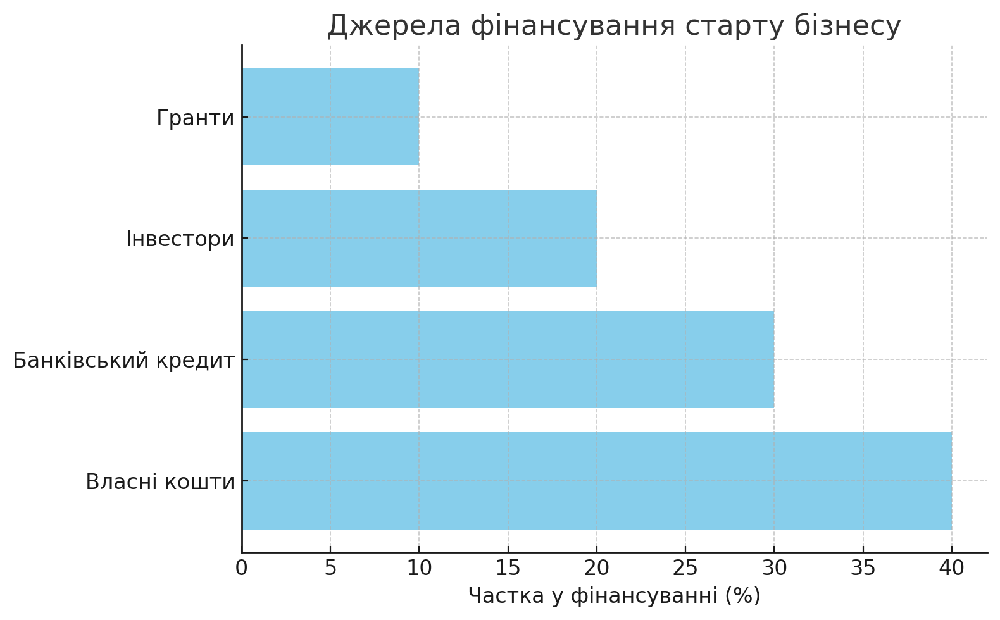 Джерела фінансування старту бізнесу
Гранти
Інвестори
Банківський кредит
Власні кошти
0 5 10 15 20 25 30 35 40
Частка у фінансуванні (%)